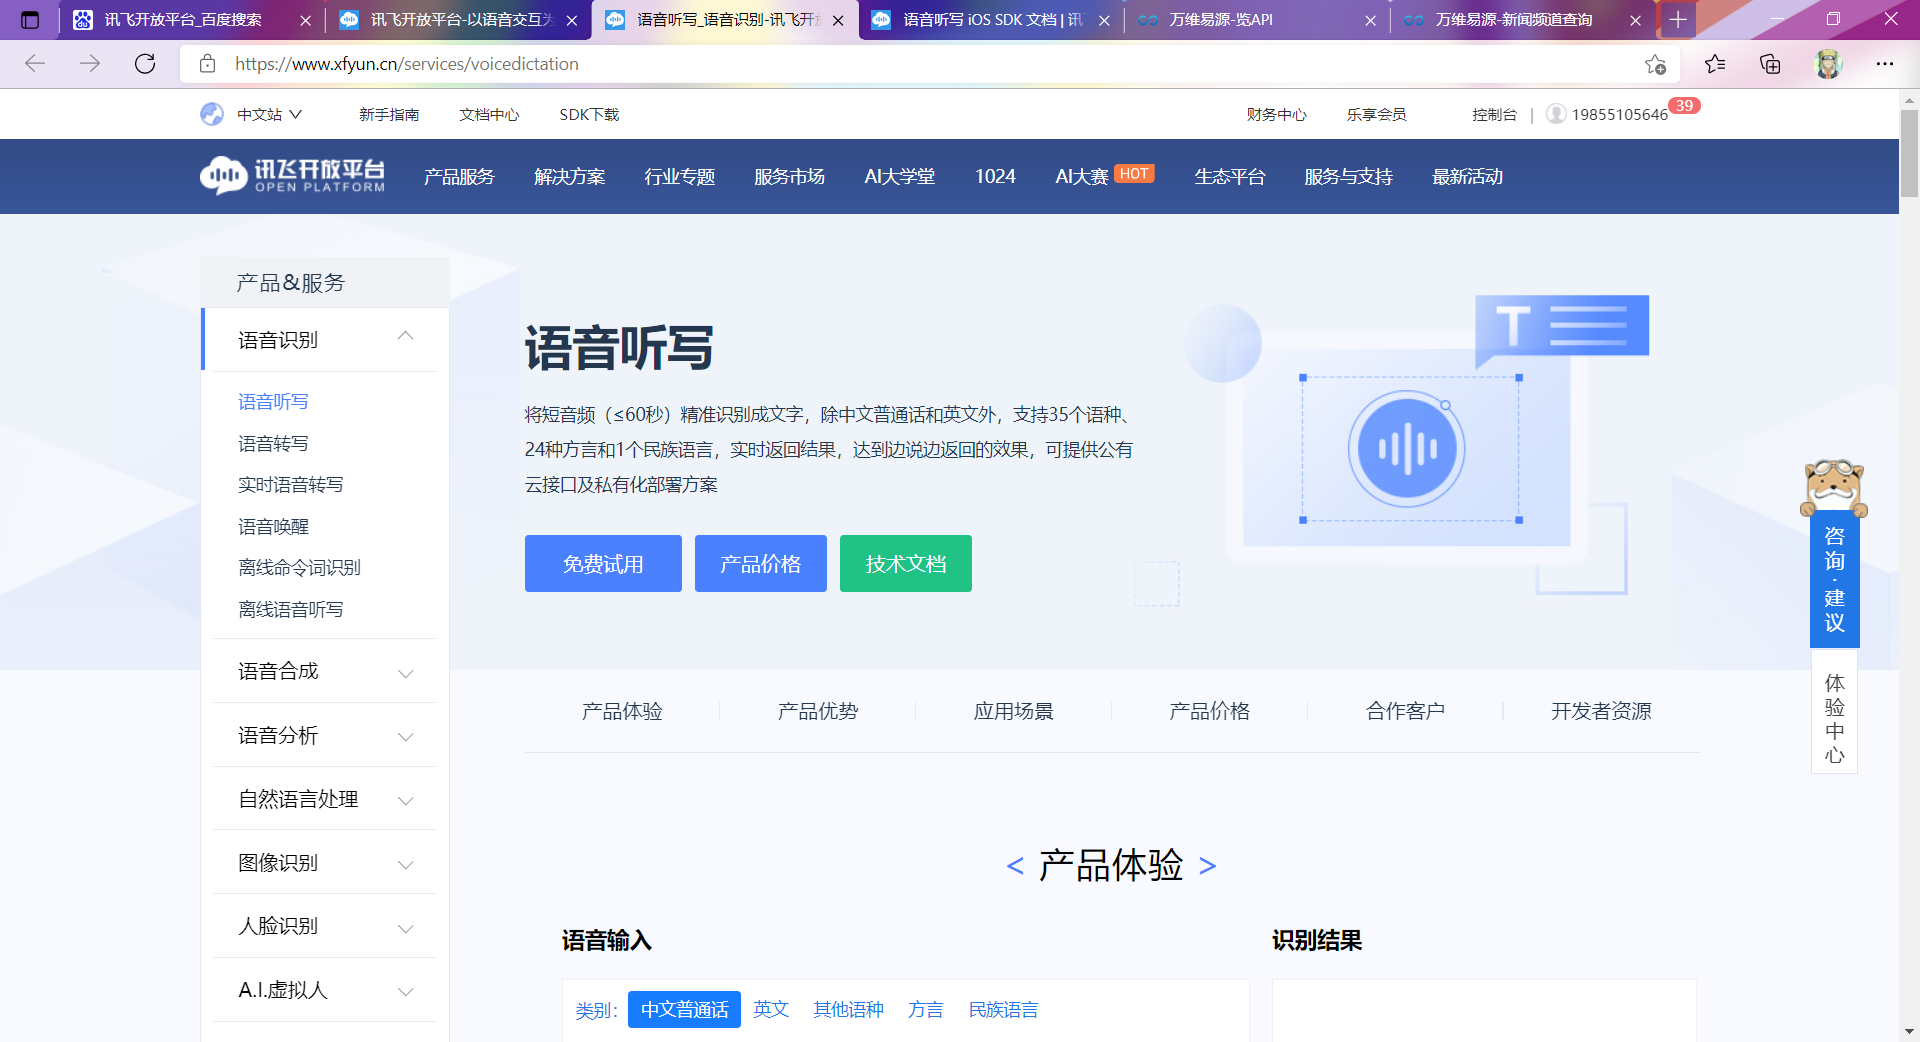 讯飞开放平台_百度搜索
讯飞开放平台-以语音交互为
语音听写_语音识别-讯飞开
语音听写 iOS SDK 文档 | 讯
万维易源-览API
万维易源-新闻频道查询
https://www.xfyun.cn/services/voicedictation
中文站
新手指南
文档中心
SDK下载
财务中心
乐享会员
控制台
|
19855105646
39
讯飞开放平台
OPEN PLATFORM
产品服务
解决方案
行业专题
服务市场
AI大学堂
1024
AI大赛
HOT
生态平台
服务与支持
最新活动
产品&服务
语音识别
语音听写
语音转写
实时语音转写
语音唤醒
离线命令词识别
离线语音听写
语音合成
语音分析
自然语言处理
图像识别
人脸识别
A.I.虚拟人
语音听写
将短音频（≤60秒）精准识别成文字，除中文普通话和英文外，支持35个语种、
24种方言和1个民族语言，实时返回结果，达到边说边返回的效果，可提供公有
云接口及私有化部署方案
免费试用
产品价格
技术文档
T
咨询·建议
体验中心
产品体验
产品优势
应用场景
产品价格
合作客户
开发者资源
< 产品体验 >
语音输入
识别结果
类别：
中文普通话
英文
其他语种
方言
民族语言